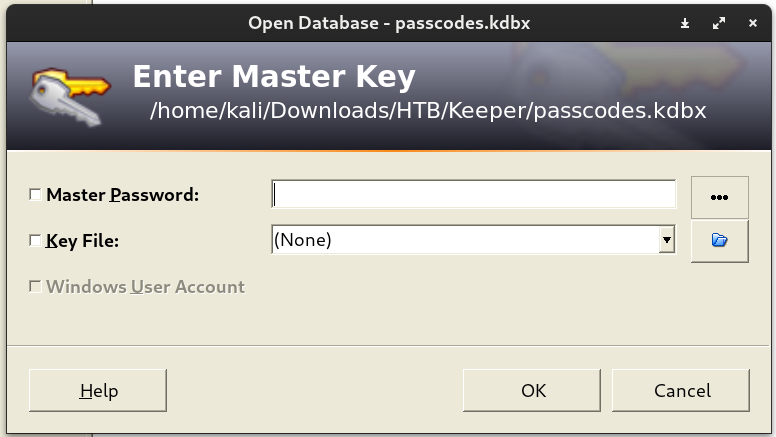 Open Database - passcodes.kdbx
Enter Master Key
/home/kali/Downloads/HTB/Keeper/passcodes.kdbx
Master Password:
•••
Key File:
(None)
Windows User Account
Help
OK
Cancel